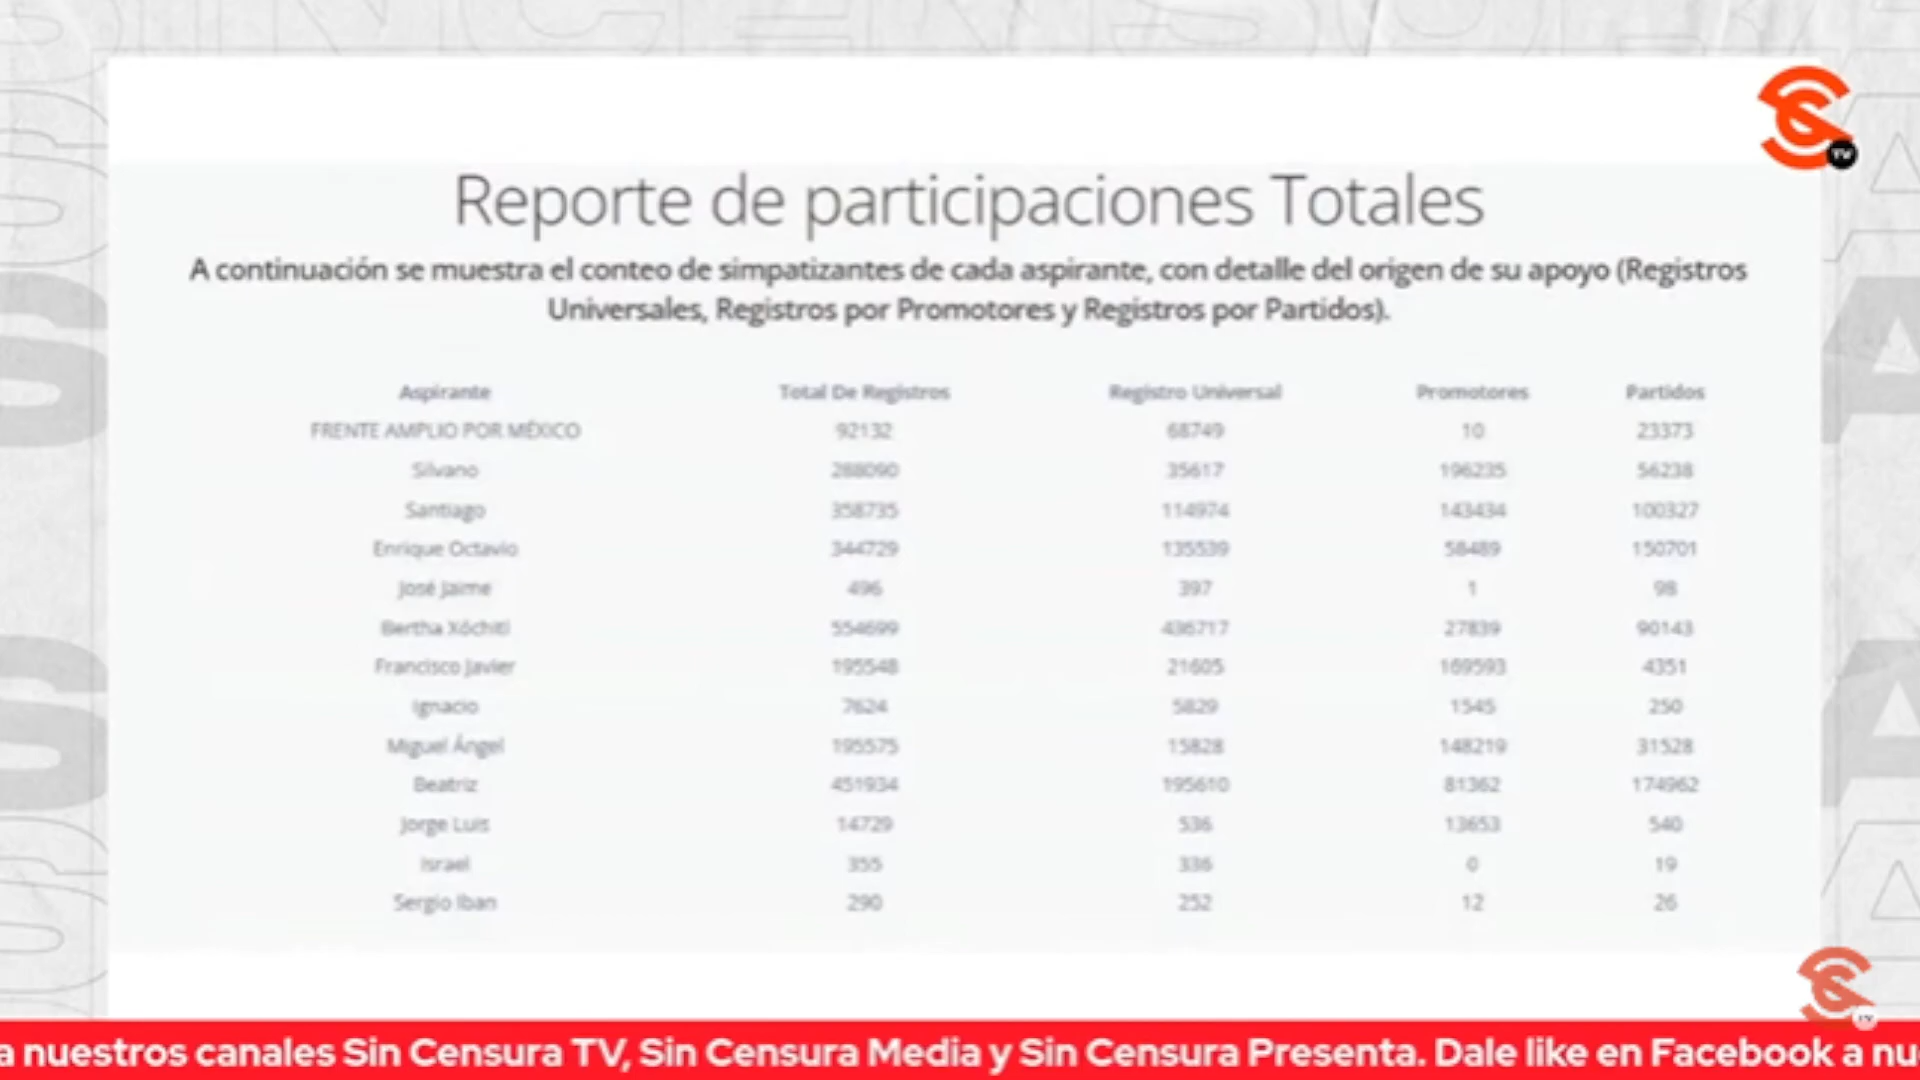 Reporte de participaciones Totales
A continuación se muestra el conteo de simpatizantes de cada aspirante, con detalle del origen de su apoyo (Registros
Universales, Registros por Promotores y Registros por Partidos).
Aspirante Total De Registros Registro Universal Promotores Partidos
FRENTE AMPLIO POR MÉXICO 92132 68749 10 23373
Silvano 288090 35617 196235 56238
Santiago 358735 114974 143434 100327
Enrique Octavio 344729 135539 58489 150701
José Jaime 496 397 1 98
Bertha Xóchitl 554699 436717 27839 90143
Francisco Javier 195548 21605 169593 4351
Ignacio 7624 5829 1545 250
Miguel Ángel 195575 15828 148219 31528
Beatriz 451934 195610 81362 174962
Jorge Luis 14729 536 13653 540
Israel 355 336 0 19
Sergio Iban 290 252 12 26
TV
TV
a nuestros canales Sin Censura TV, Sin Censura Media y Sin Censura Presenta. Dale like en Facebook a nu